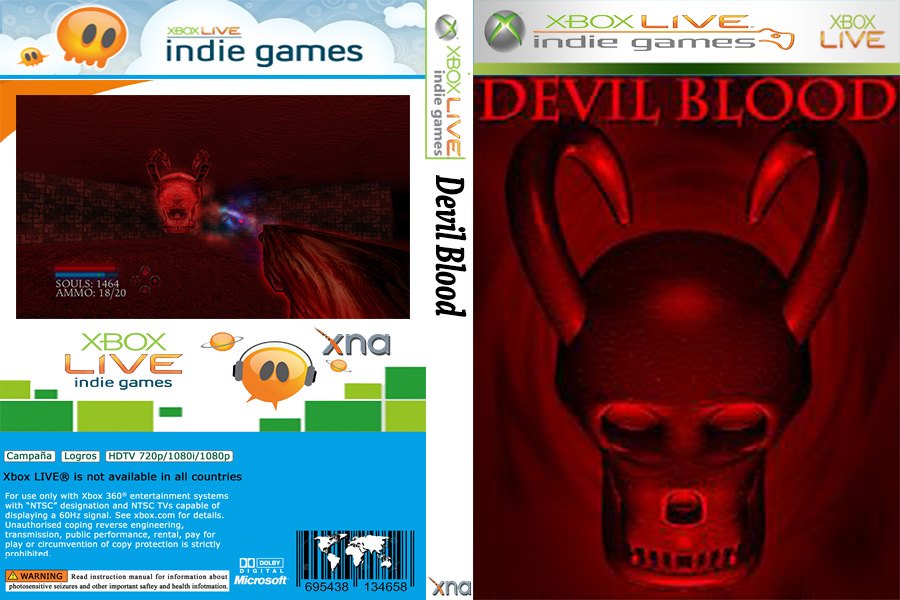 XBOX LIVE
indie games
SOULS: 1464
AMMO: 18/20
XBOX
LIVE
indie games
xna
Campaña Logros HDTV 720p/1080i/1080p
Xbox LIVE® is not available in all countries
For use only with Xbox 360® entertainment systems
with “NTSC” designation and NTSC TVs capable of
displaying a 60Hz signal. See xbox.com for details.
Unauthorised coping reverse engineering,
transmission, public performance, rental, pay for
play or circumvention of copy protection is strictly
prohibited.
WARNING Read instruction manual for information about
photosensitive seizures and other important saftey and health infotmation.
DOLBY
DIGITAL
Microsoft
695438 134658
XBOX LIVE
indie games
Devil Blood
xna
XBOX LIVE
indie games
XBOX
LIVE
DEVIL BLOOD